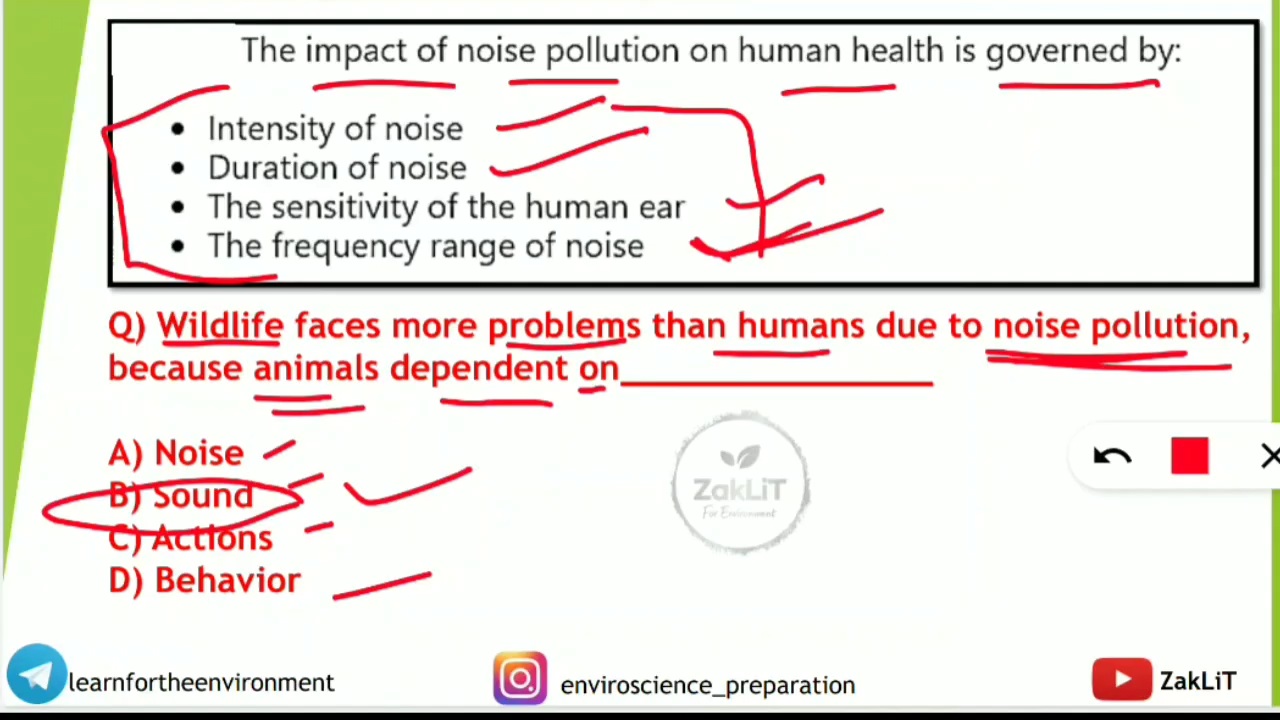 The impact of noise pollution on human health is governed by:
• Intensity of noise
• Duration of noise
• The sensitivity of the human ear
• The frequency range of noise
Q) Wildlife faces more problems than humans due to noise pollution,
because animals dependent on____________
A) Noise
B) Sound
C) Actions
D) Behavior
ZakLiT
For Environment
learnfortheenvironment
enviroscience_preparation
ZakLiT